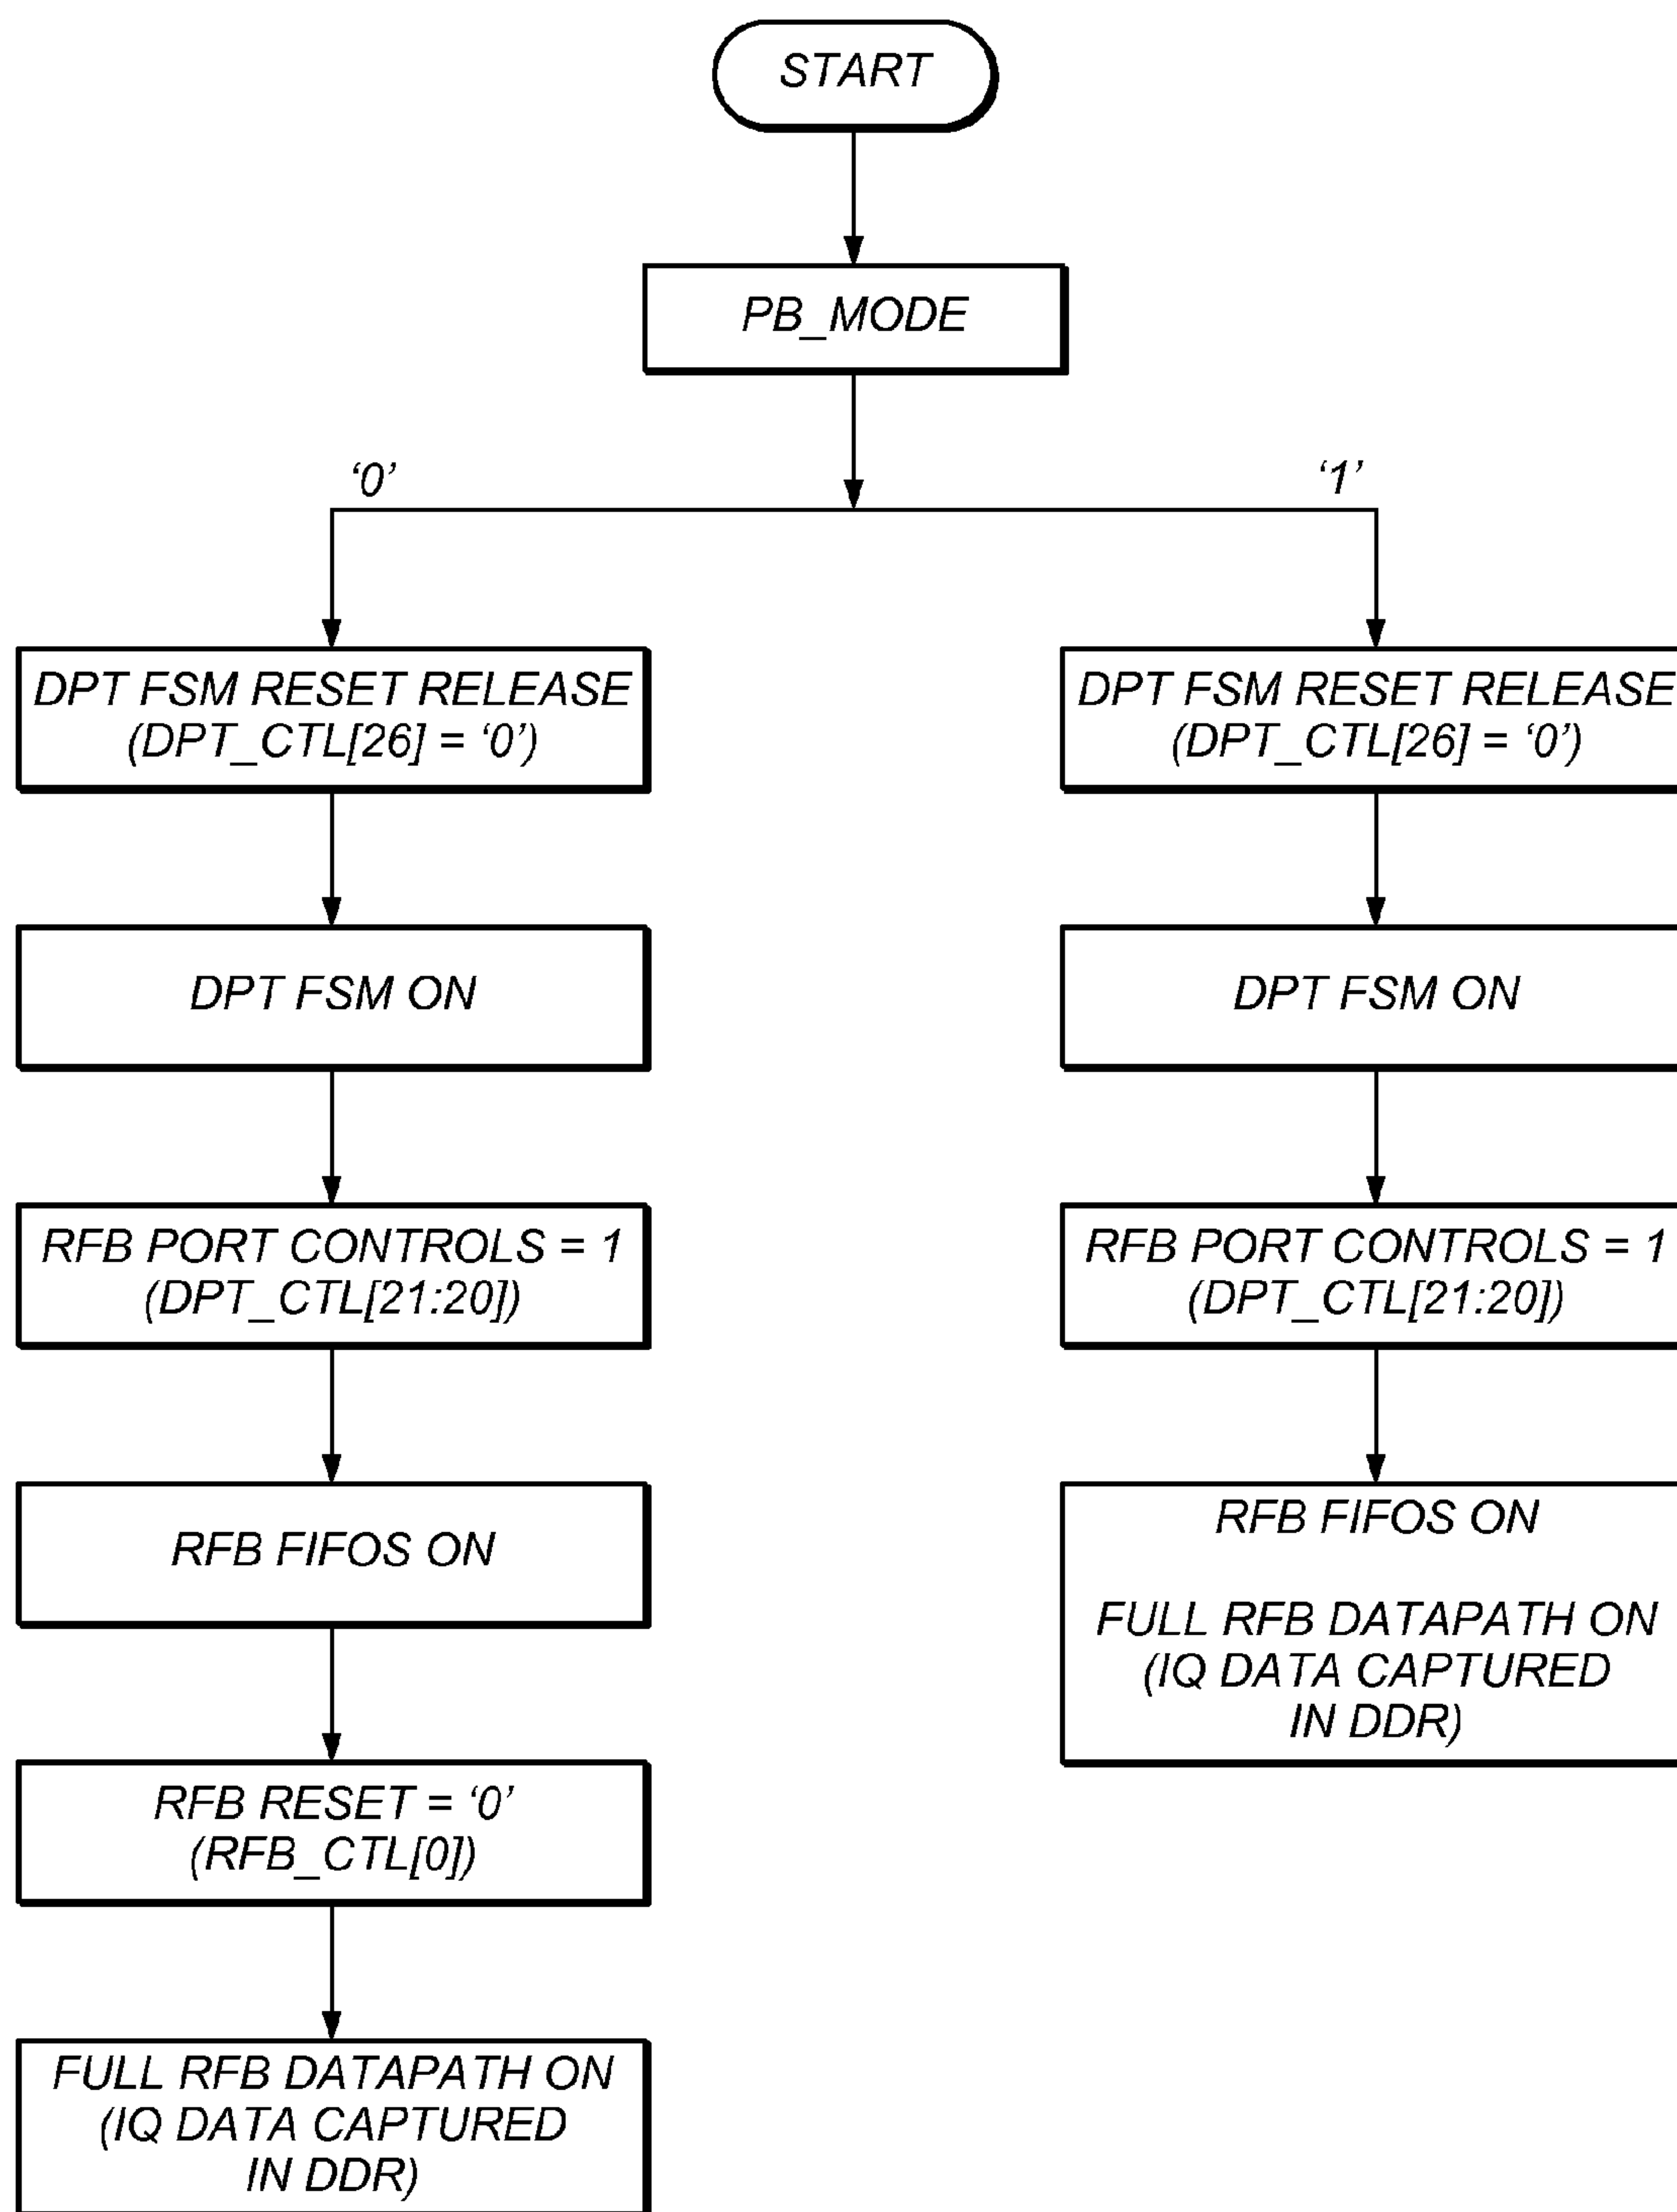 START
PB_MODE
‘0’
‘1’
DPT FSM RESET RELEASE
(DPT_CTL[26] = ‘0’)
DPT FSM ON
RFB PORT CONTROLS = 1
(DPT_CTL[21:20])
RFB FIFOS ON
RFB RESET = ‘0’
(RFB_CTL[0])
FULL RFB DATAPATH ON
(IQ DATA CAPTURED
IN DDR)
DPT FSM RESET RELEASE
(DPT_CTL[26] = ‘0’)
DPT FSM ON
RFB PORT CONTROLS = 1
(DPT_CTL[21:20])
RFB FIFOS ON
FULL RFB DATAPATH ON
(IQ DATA CAPTURED
IN DDR)